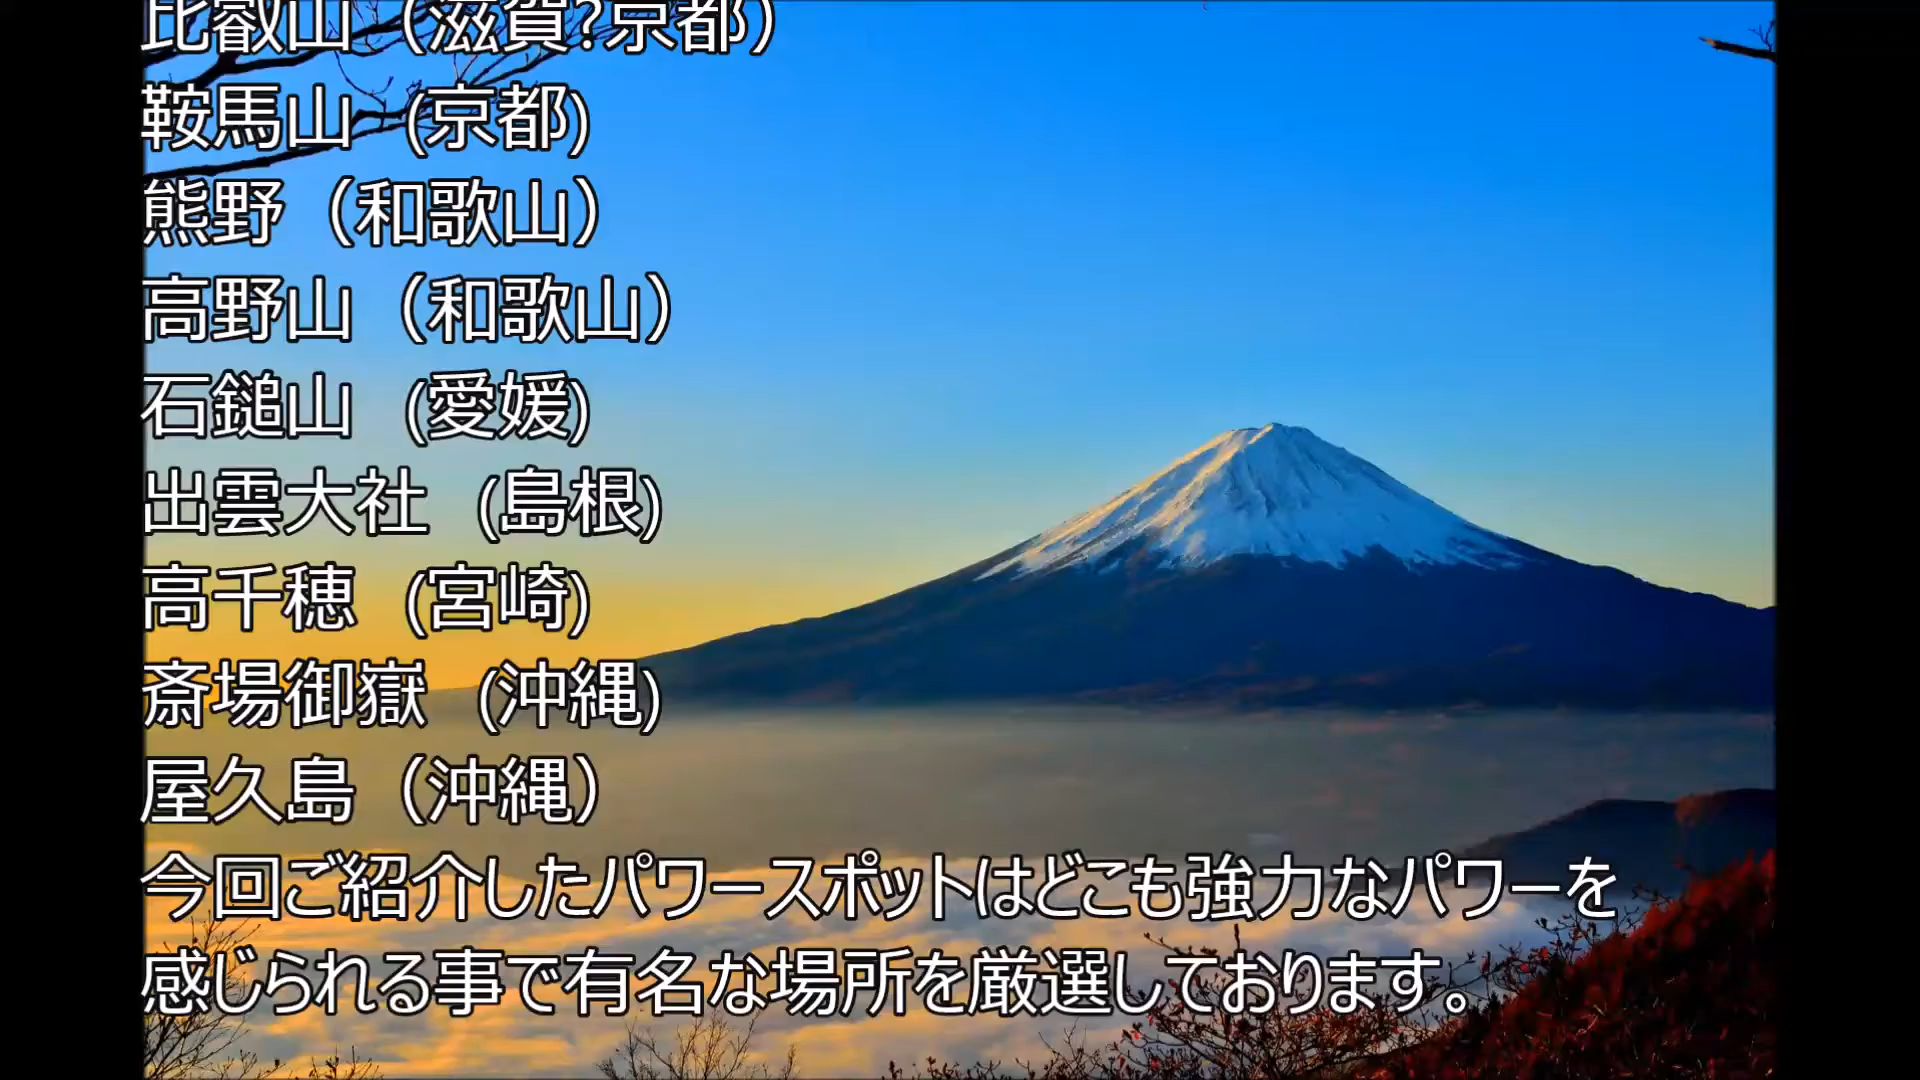 比叡山（滋賀?京都）
鞍馬山 (京都)
熊野（和歌山）
高野山（和歌山）
石鎚山 (愛媛)
出雲大社 (島根)
高千穂 (宮崎)
斎場御嶽 (沖縄)
屋久島（沖縄）
今回ご紹介したパワースポットはどこも強力なパワーを
感じられる事で有名な場所を厳選しております。